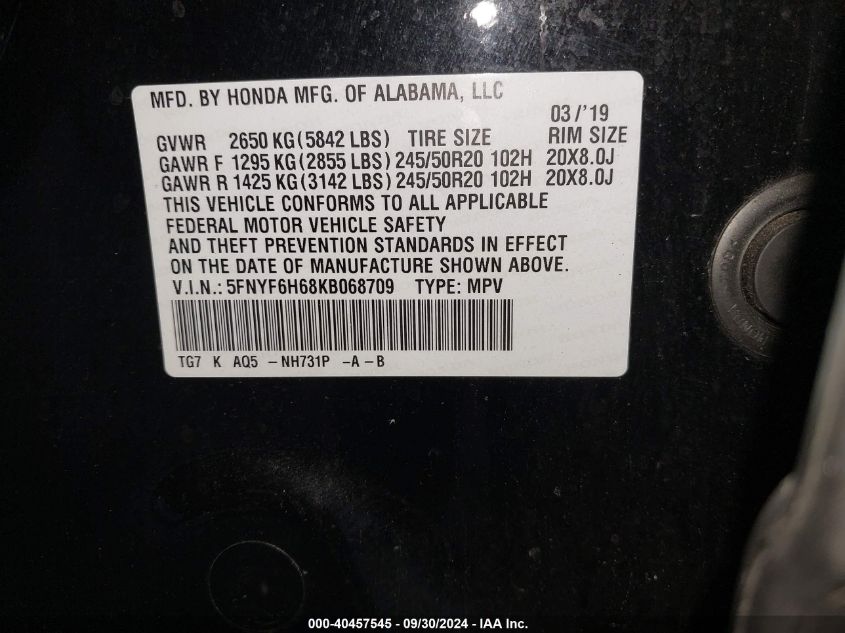 MFD. BY HONDA MFG. OF ALABAMA, LLC
03/'19
GVWR 2650 KG(5842 LBS) TIRE SIZE RIM SIZE
GAWR F 1295 KG(2855 LBS) 245/50R20 102H 20X8.0J
GAWR R 1425 KG(3142 LBS) 245/50R20 102H 20X8.0J
THIS VEHICLE CONFORMS TO ALL APPLICABLE
FEDERAL MOTOR VEHICLE SAFETY
AND THEFT PREVENTION STANDARDS IN EFFECT
ON THE DATE OF MANUFACTURE SHOWN ABOVE.
V.I.N.: 5FNYF6H68KB068709 TYPE: MPV
TG7 K AQ5 -NH731P -A-B
000-40457545 - 09/30/2024 - IAA Inc.